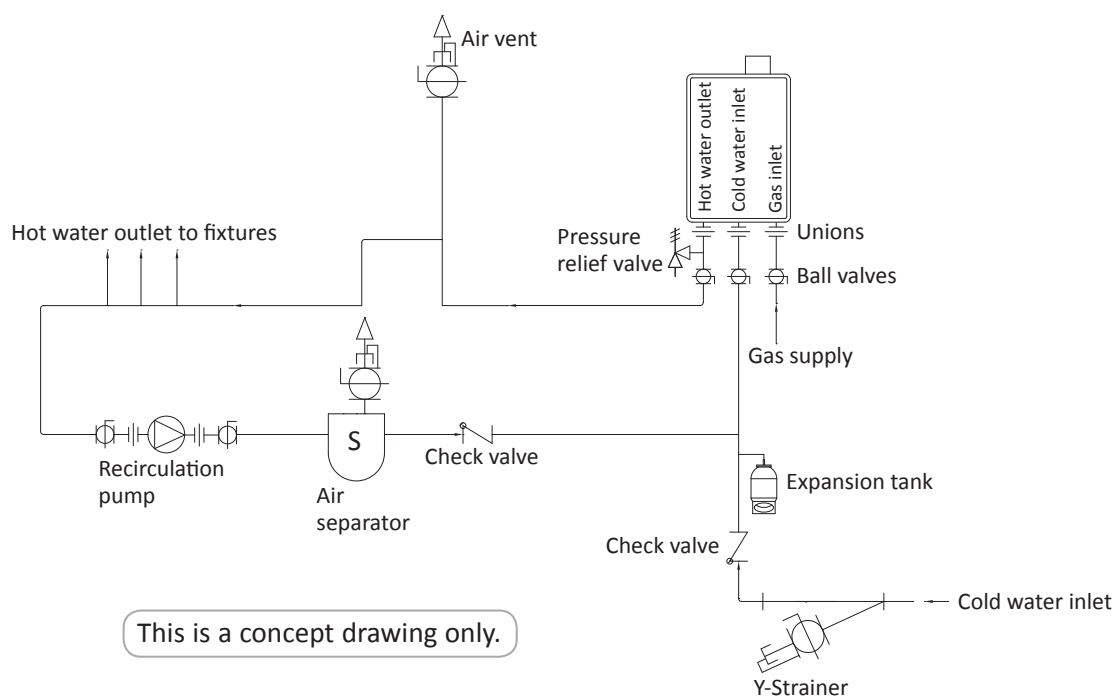 Air vent
Hot water outlet
Cold water inlet
Gas inlet
Hot water outlet to fixtures
Pressure
relief valve
Unions
Ball valves
Gas supply
S
Recirculation
pump
Air
separator
Check valve
Expansion tank
Check valve
Cold water inlet
Y-Strainer
This is a concept drawing only.